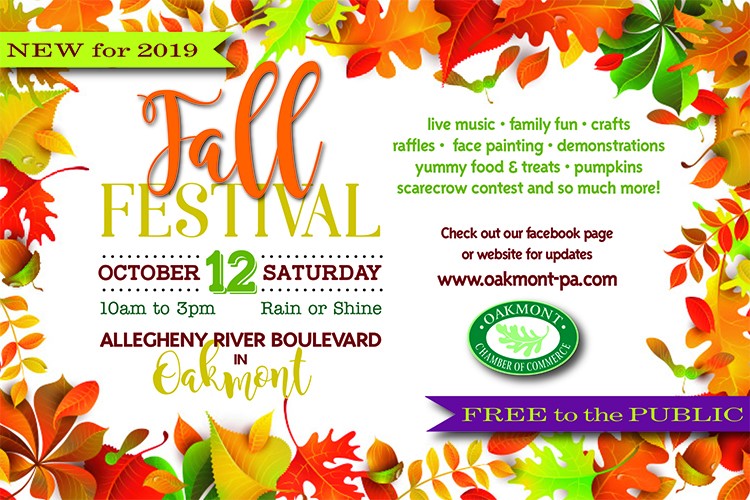 NEW for 2019
Fall
FESTIVAL
OCTOBER 12 SATURDAY
10am to 3pm Rain or Shine
ALLEGHENY RIVER BOULEVARD
IN
Oakmont
live music • family fun • crafts
raffles • face painting • demonstrations
yummy food & treats • pumpkins
scarecrow contest and so much more!
Check out our facebook page
or website for updates
www.oakmont-pa.com
OAKMONT
CHAMBER OF COMMERCE
FREE to the PUBLIC